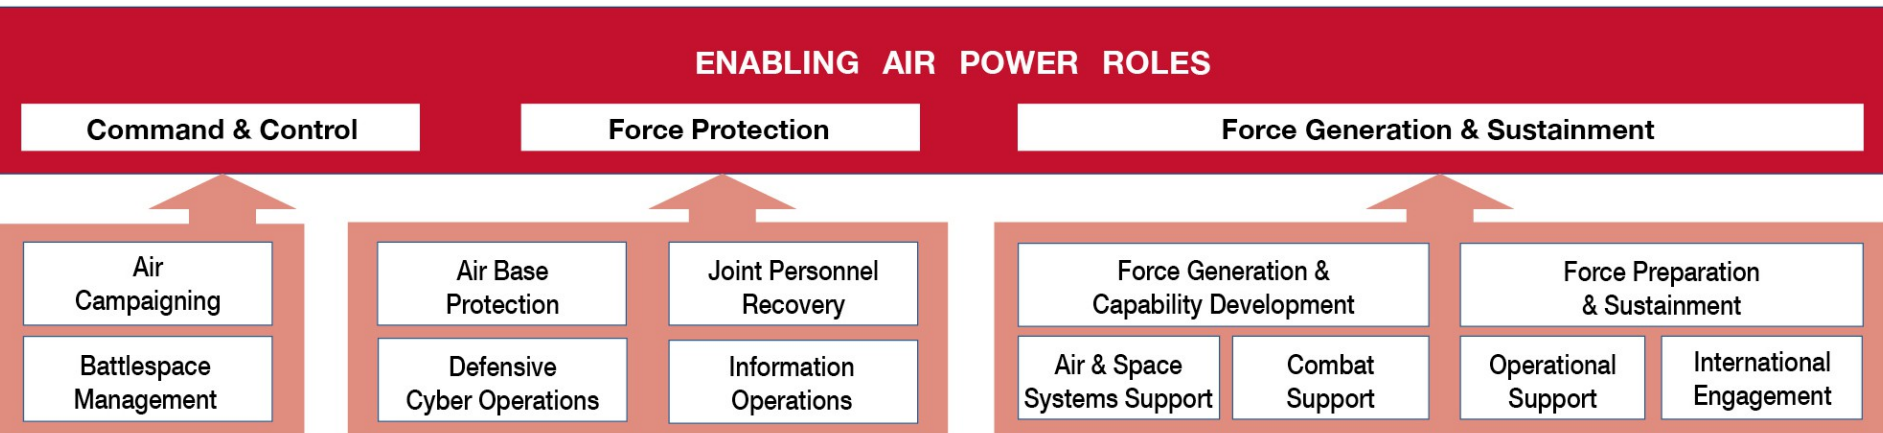 ENABLING AIR POWER ROLES
Command & Control
Force Protection
Force Generation & Sustainment
Air
Campaigning
Battlespace
Management
Air Base
Protection
Joint Personnel
Recovery
Defensive
Cyber Operations
Information
Operations
Force Generation &
Capability Development
Force Preparation
& Sustainment
Air & Space
Systems Support
Combat
Support
Operational
Support
International
Engagement